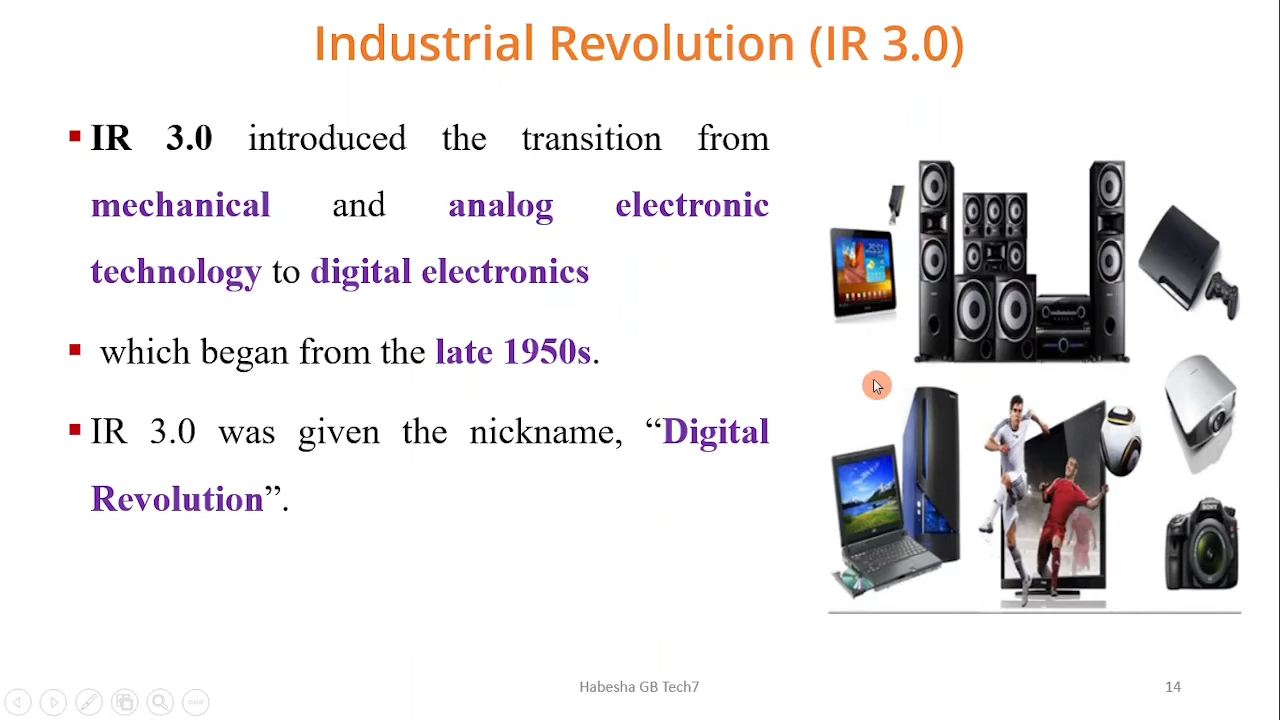 Industrial Revolution (IR 3.0)
▪ IR 3.0 introduced the transition from
mechanical and analog electronic
technology to digital electronics
▪ which began from the late 1950s.
▪ IR 3.0 was given the nickname, “Digital
Revolution”.
SONY
Habesha GB Tech7
14